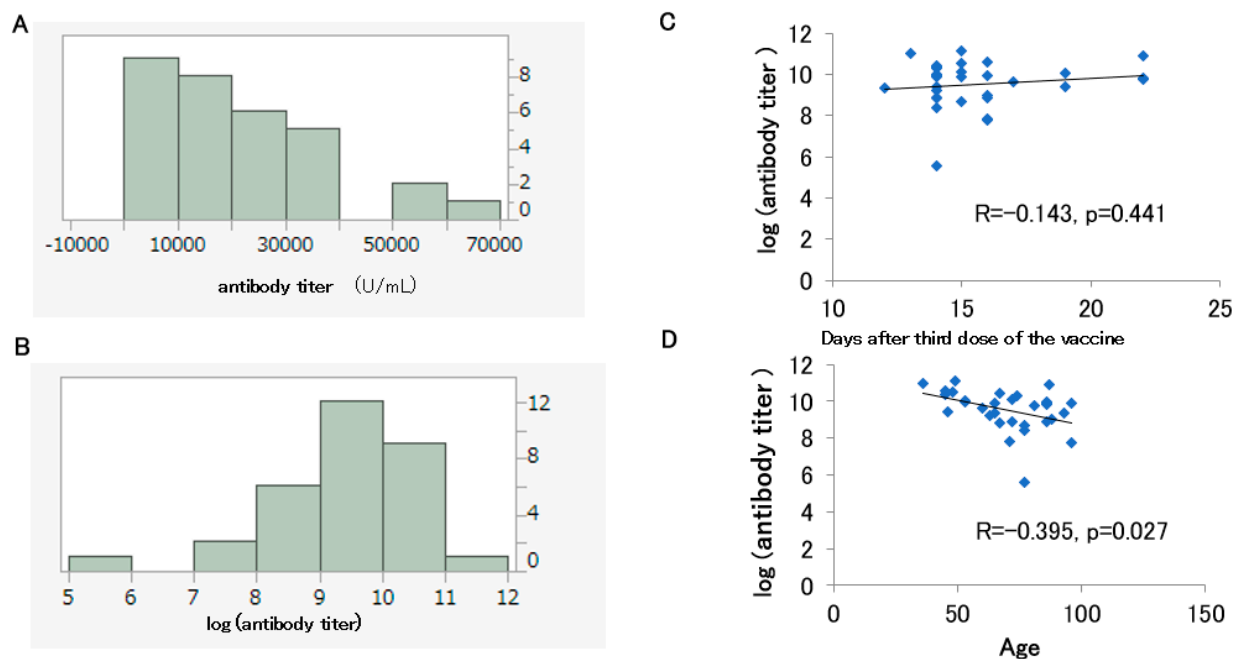 A
8
6
4
2
0
-10000 10000 30000 50000 70000
antibody titer (U/mL)
B
12
8
4
0
5 6 7 8 9 10 11 12
log(antibody titer)
C
log (antibody titer)
12
10
8
6
4
2
0
R=-0.143, p=0.441
10 15 20 25
Days after third dose of the vaccine
D
log (antibody titer)
12
10
8
6
4
2
0
R=-0.395, p=0.027
0 50 100 150
Age